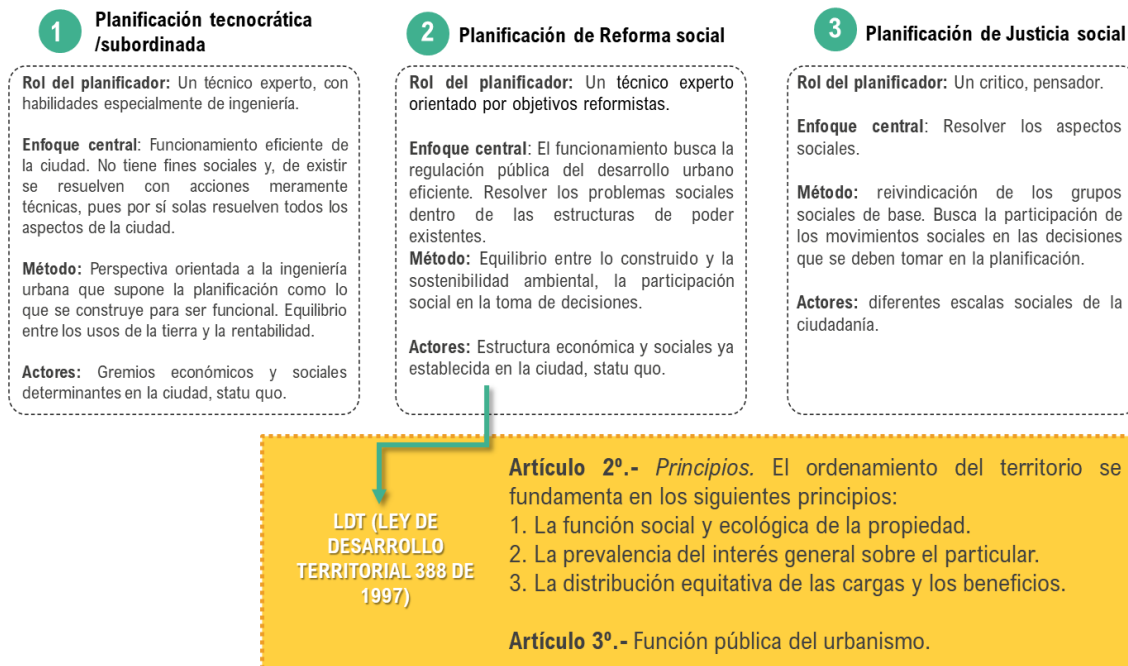 1
Planificación tecnocrática
/subordinada
Rol del planificador: Un técnico experto, con
habilidades especialmente de ingeniería.
Enfoque central: Funcionamiento eficiente de
la ciudad. No tiene fines sociales y, de existir
se resuelven con acciones meramente
técnicas, pues por sí solas resuelven todos los
aspectos de la ciudad.
Método: Perspectiva orientada a la ingeniería
urbana que supone la planificación como lo
que se construye para ser funcional. Equilibrio
entre los usos de la tierra y la rentabilidad.
Actores: Gremios económicos y sociales
determinantes en la ciudad, statu quo.
2
Planificación de Reforma social
Rol del planificador: Un técnico experto
orientado por objetivos reformistas.
Enfoque central: El funcionamiento busca la
regulación pública del desarrollo urbano
eficiente. Resolver los problemas sociales
dentro de las estructuras de poder
existentes.
Método: Equilibrio entre lo construido y la
sostenibilidad ambiental, la participación
social en la toma de decisiones.
Actores: Estructura económica y sociales ya
establecida en la ciudad, statu quo.
3
Planificación de Justicia social
Rol del planificador: Un critico, pensador.
Enfoque central: Resolver los aspectos
sociales.
Método: reivindicación de los grupos
sociales de base. Busca la participación de
los movimientos sociales en las decisiones
que se deben tomar en la planificación.
Actores: diferentes escalas sociales de la
ciudadanía.
LDT (LEY DE
DESARROLLO
TERRITORIAL 388 DE
1997)
Artículo 2º.- Principios. El ordenamiento del territorio se
fundamenta en los siguientes principios:
1. La función social y ecológica de la propiedad.
2. La prevalencia del interés general sobre el particular.
3. La distribución equitativa de las cargas y los beneficios.
Artículo 3º.- Función pública del urbanismo.